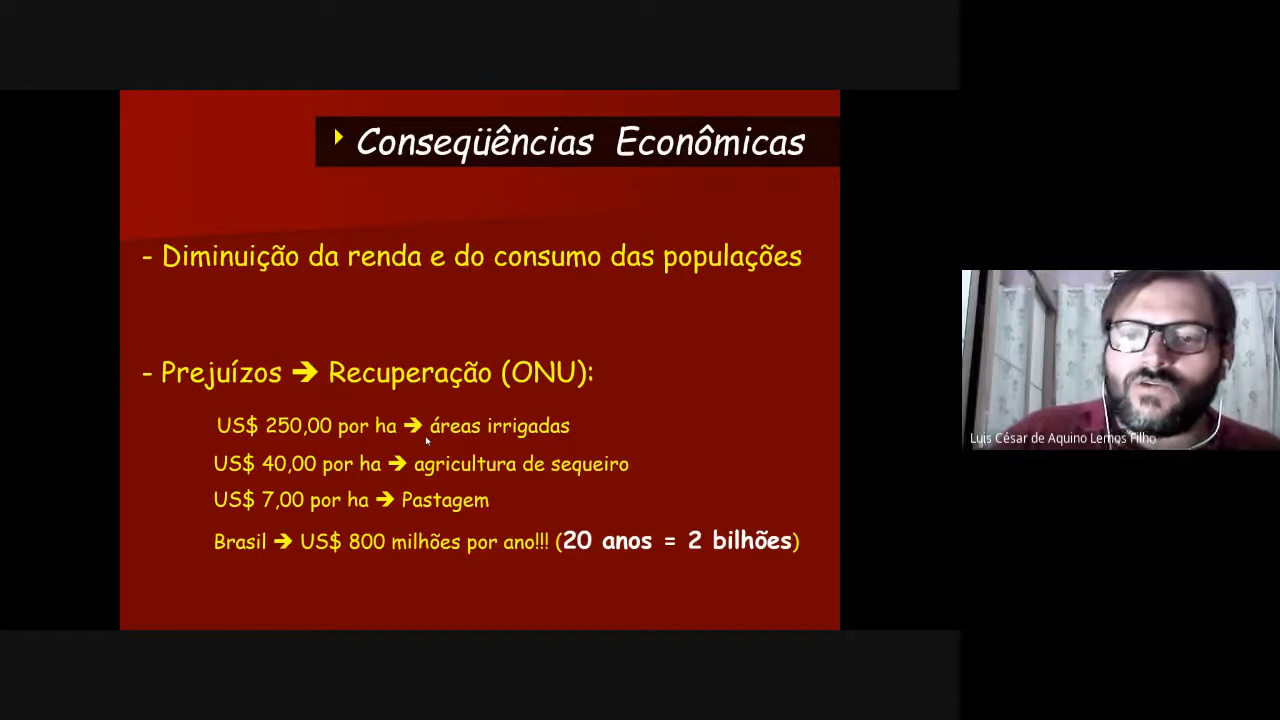 Conseqüências Econômicas
- Diminuição da renda e do consumo das populações
- Prejuízos ➔ Recuperação (ONU):
US$ 250,00 por ha ➔ áreas irrigadas
US$ 40,00 por ha ➔ agricultura de sequeiro
US$ 7,00 por ha ➔ Pastagem
Brasil ➔ US$ 800 milhões por ano!!! (20 anos = 2 bilhões)
Luis César de Aquino Lemos Filho